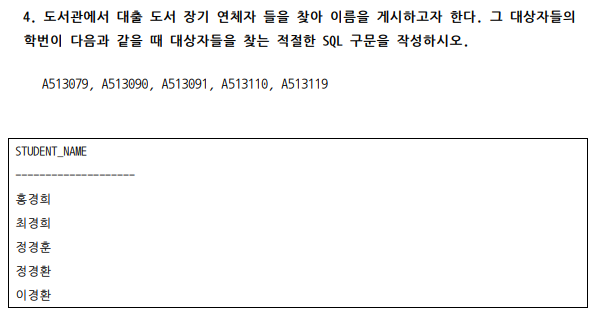 4. 도서관에서 대출 도서 장기 연체자 들을 찾아 이름을 게시하고자 한다. 그 대상자들의
학번이 다음과 같을 때 대상자들을 찾는 적절한 SQL 구문을 작성하시오.
A513079, A513090, A513091, A513110, A513119
STUDENT_NAME
--------------------
홍경희
최경희
정경훈
정경환
이경환